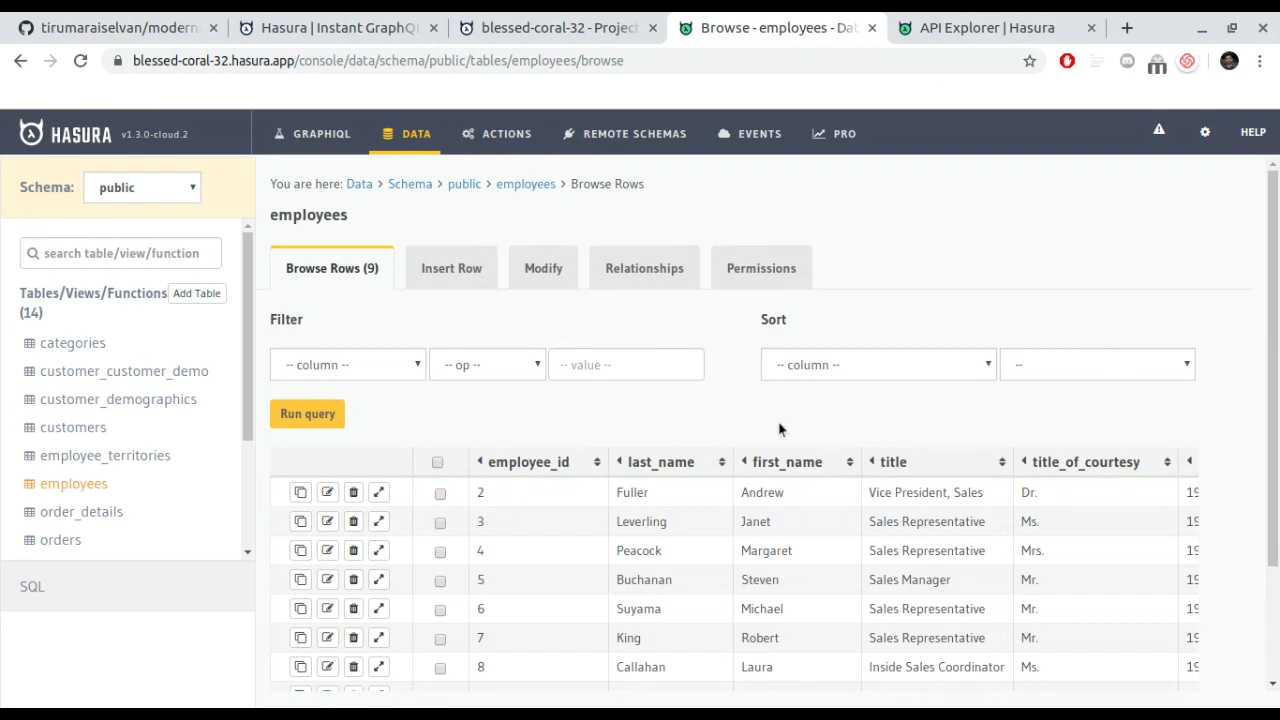 tirumaraiselvan/modern
Hasura | Instant GraphQL
blessed-coral-32 - Project
Browse - employees - Dat
API Explorer | Hasura
blessed-coral-32.hasura.app/console/data/schema/public/tables/employees/browse
HASURA v1.3.0-cloud.2
GRAPHIQL DATA ACTIONS REMOTE SCHEMAS EVENTS PRO HELP
Schema: public
You are here: Data > Schema > public > employees > Browse Rows
employees
search table/view/function
Browse Rows (9) Insert Row Modify Relationships Permissions
Tables/Views/Functions (14) Add Table
categories
customer_customer_demo
customer_demographics
customers
employee_territories
employees
order_details
orders
SQL
Filter Sort
-- column -- -- op -- -- value -- -- column -- --
Run query
employee_id last_name first_name title title_of_courtesy
2 Fuller Andrew Vice President, Sales Dr. 19
3 Leverling Janet Sales Representative Ms. 19
4 Peacock Margaret Sales Representative Mrs. 19
5 Buchanan Steven Sales Manager Mr. 19
6 Suyama Michael Sales Representative Mr. 19
7 King Robert Sales Representative Mr. 19
8 Callahan Laura Inside Sales Coordinator Ms. 19